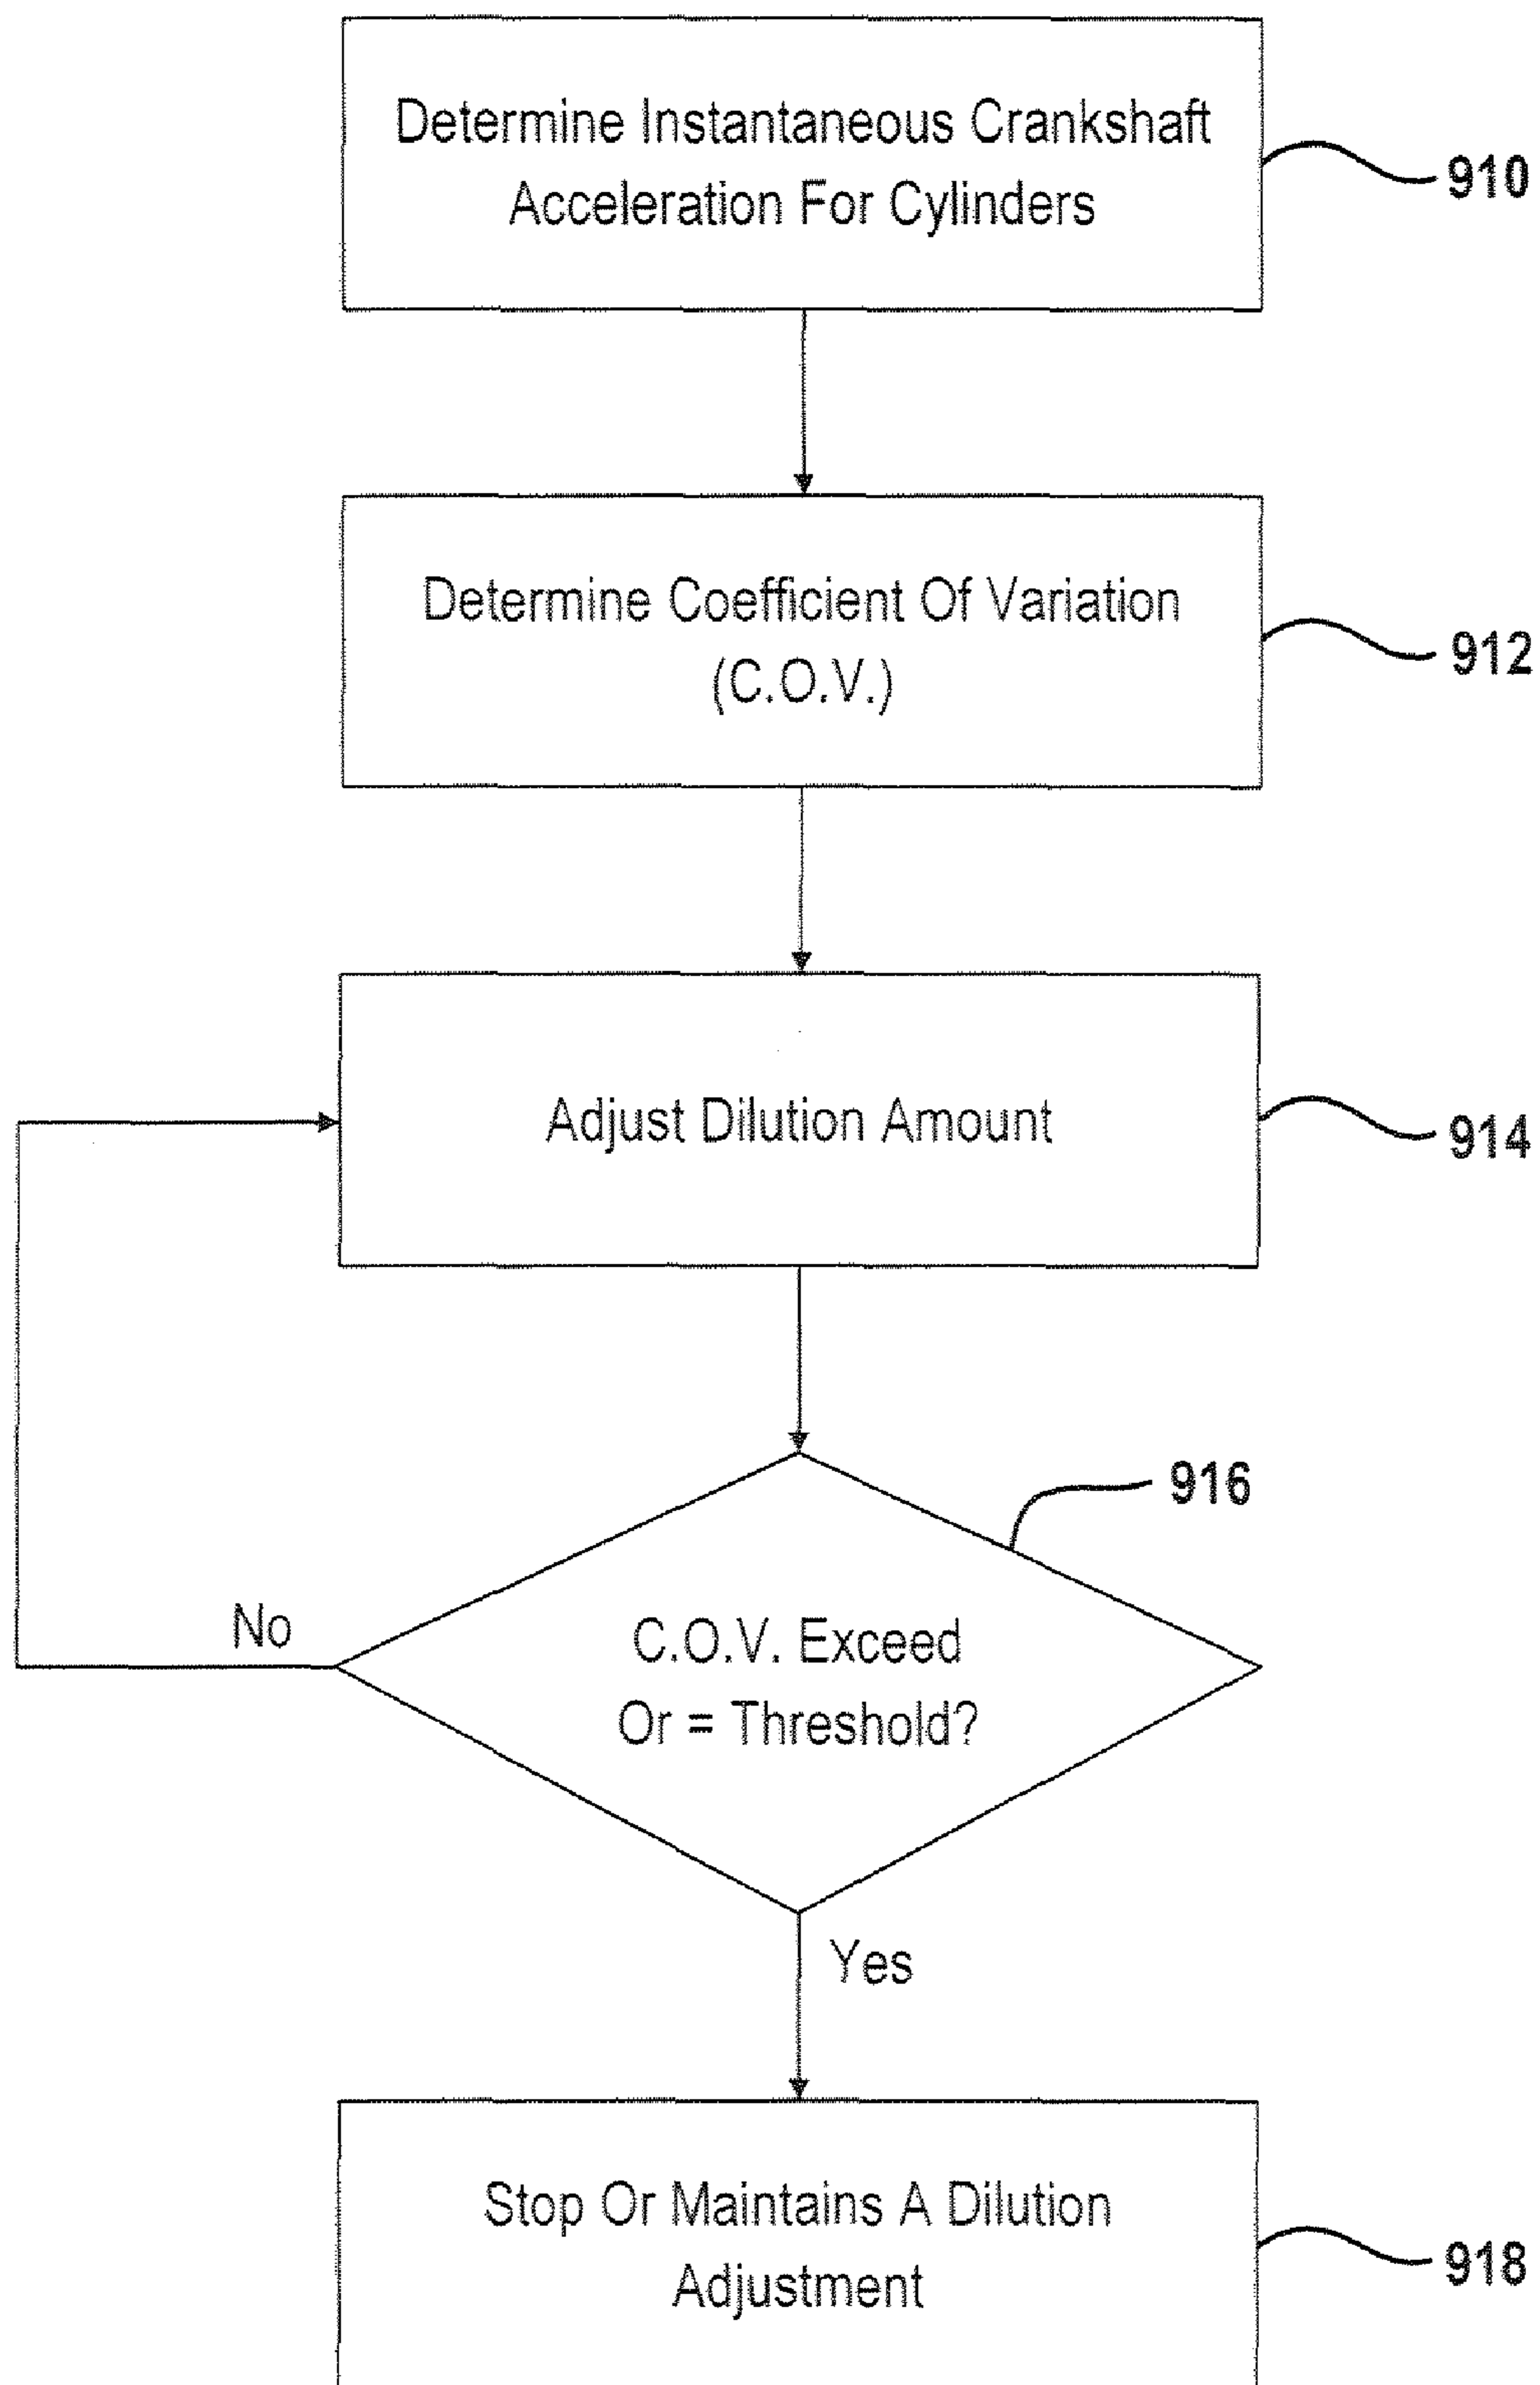 Determine Instantaneous Crankshaft
Acceleration For Cylinders
910
Determine Coefficient Of Variation
(C.O.V.)
912
Adjust Dilution Amount
914
916
No
C.O.V. Exceed
Or = Threshold?
Yes
Stop Or Maintains A Dilution
Adjustment
918